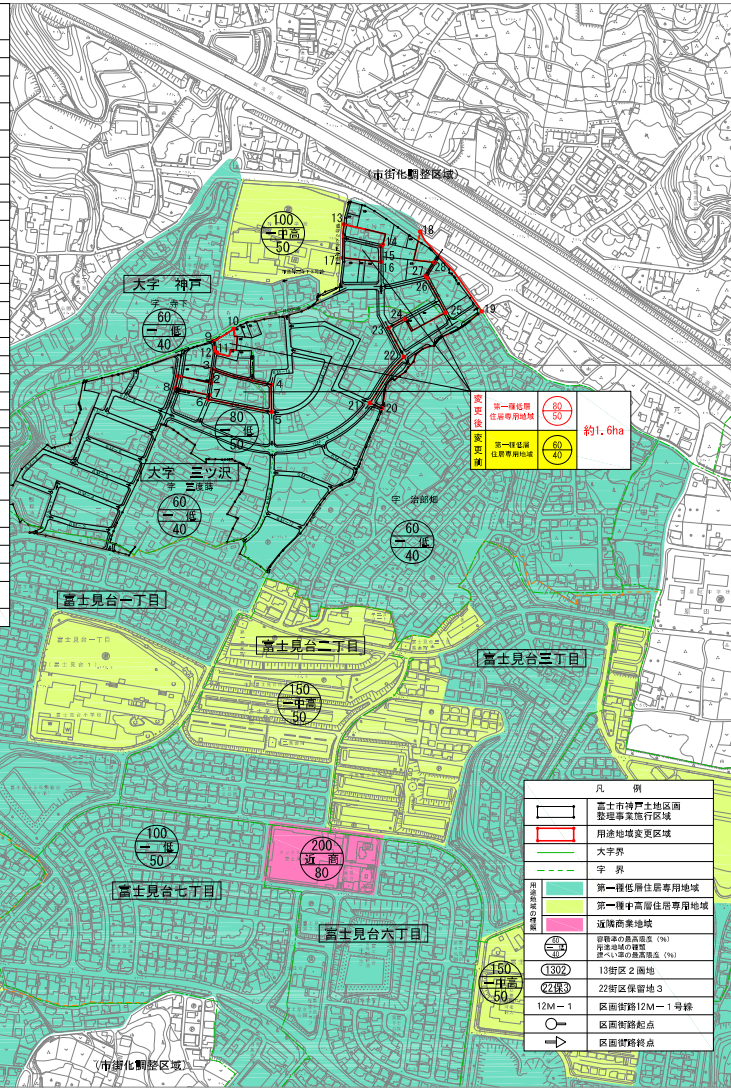 (市街化調整区域)
18
13
100
一中高
50
14
15
16
17
27
28
26
19
大字 神戸
字 寺下
60
一低
40
10
9
11
12
3
8
7
6
4
5
25
24
23
22
21
20
80
50
変更後
第一種低層
住居専用地域
80
50
約1.6ha
変更前
第一種低層
住居専用地域
60
40
大字 三ツ沢
60
一低
40
字 治部畑
60
一低
40
富士見台一丁目
富士見台一丁目
富士見台二丁目
富士見台三丁目
150
一中高
50
100
一低
50
200
近商
80
富士見台七丁目
富士見台六丁目
150
一中高
50
(市街化調整区域)
凡 例
富士市神戸土地区画
整理事業施行区域
用途地域変更区域
大字界
字 界
用途地域の種類
第一種低層住居専用地域
第一種中高層住居専用地域
近隣商業地域
60
一低
40
容積率の最高限度 (%)
用途地域の種類
建ぺい率の最高限度 (%)
1302
13街区2画地
22保3
22街区保留地3
12M-1
区画街路12M-1号線
区画街路起点
区画街路終点